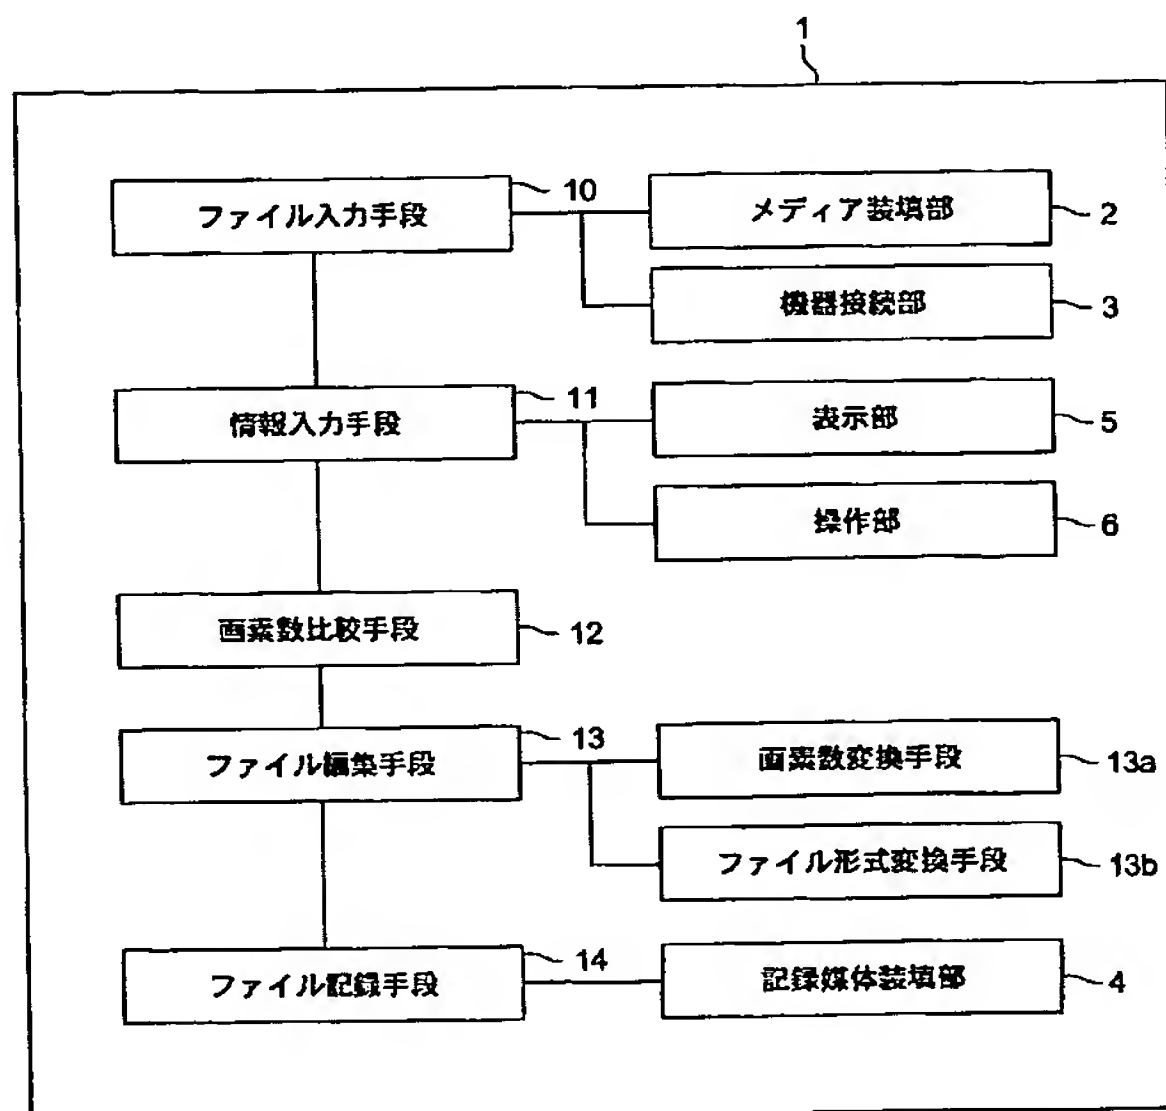 1
ファイル入力手段
10
メディア装填部
2
機器接続部
3
情報入力手段
11
表示部
5
操作部
6
画素数比較手段
12
ファイル編集手段
13
画素数変換手段
13a
ファイル形式変換手段
13b
ファイル記録手段
14
記録媒体装填部
4